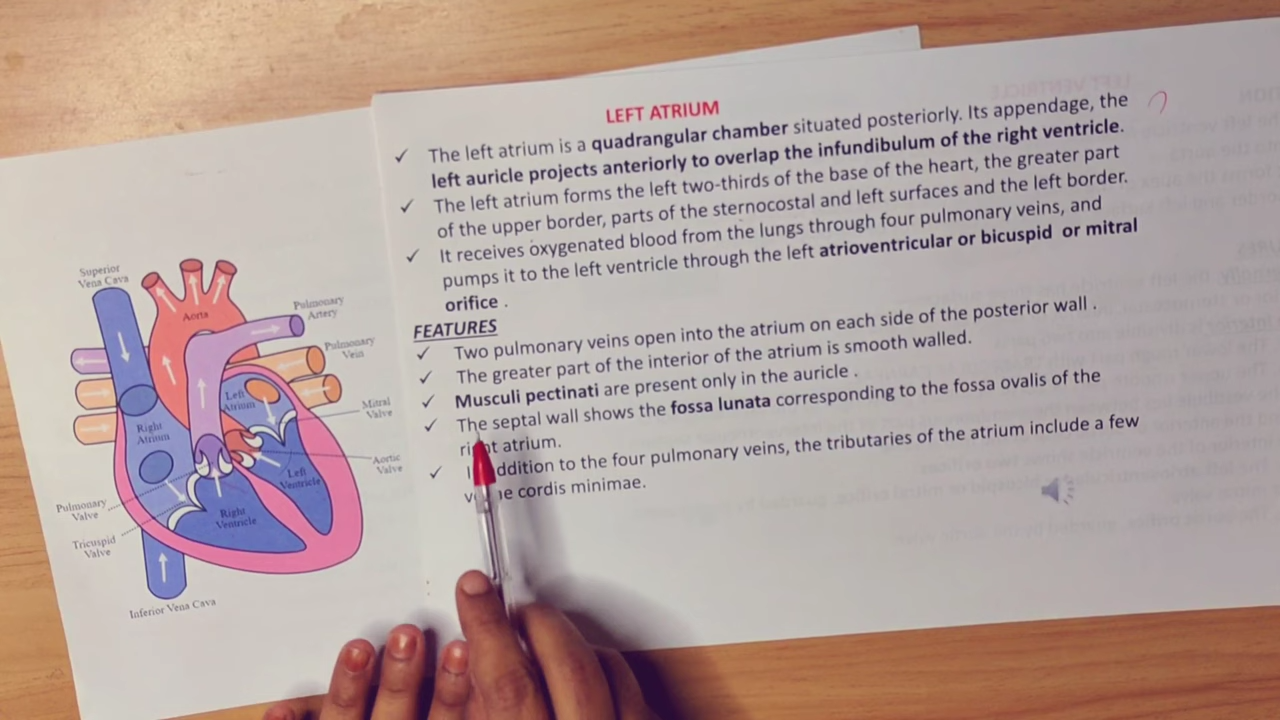 LEFT ATRIUM
✓ The left atrium is a quadrangular chamber situated posteriorly. Its appendage, the
left auricle projects anteriorly to overlap the infundibulum of the right ventricle.
✓ The left atrium forms the left two-thirds of the base of the heart, the greater part
of the upper border, parts of the sternocostal and left surfaces and the left border.
✓ It receives oxygenated blood from the lungs through four pulmonary veins, and
pumps it to the left ventricle through the left atrioventricular or bicuspid or mitral
orifice .
FEATURES
✓ Two pulmonary veins open into the atrium on each side of the posterior wall .
✓ The greater part of the interior of the atrium is smooth walled.
✓ Musculi pectinati are present only in the auricle .
✓ The septal wall shows the fossa lunata corresponding to the fossa ovalis of the
atrium.
✓ to the four pulmonary veins, the tributaries of the atrium include a few
cordis minimae.
Superior
Vena Cava
Aorta
Pulmonary
Artery
Pulmonary
Vein
Left
Atrium
Mitral
Valve
Right
Atrium
Aortic
Valve
Left
Ventricle
Pulmonary
Valve
Right
Ventricle
Tricuspid
Valve
Inferior Vena Cava